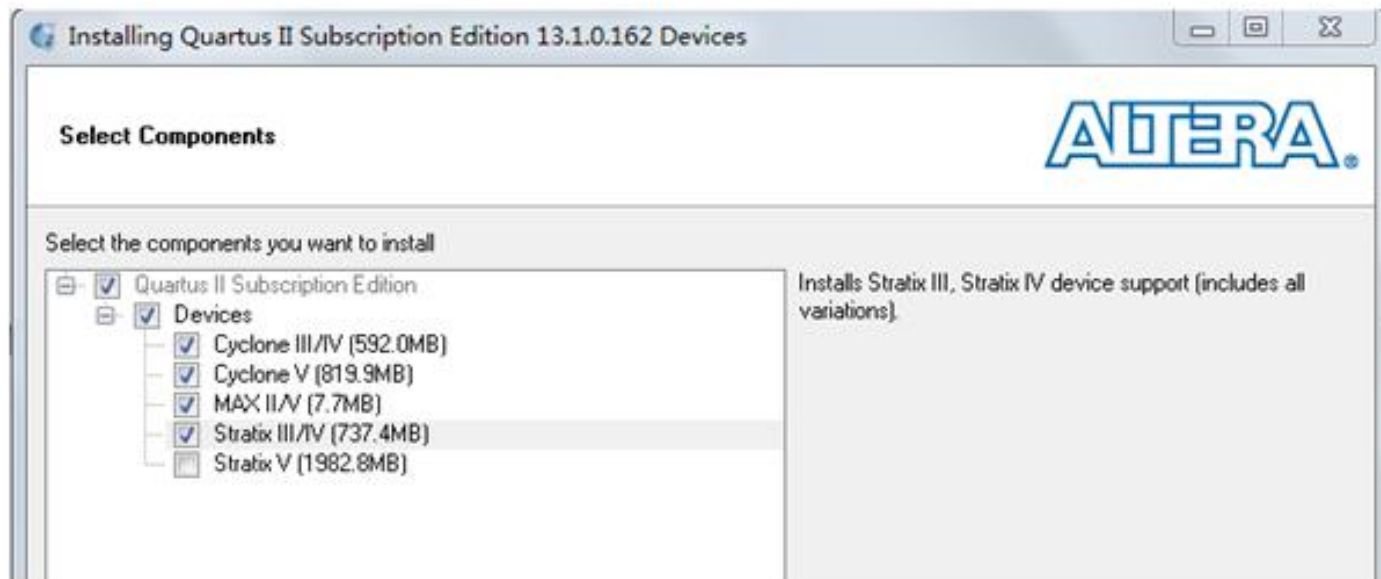 Installing Quartus II Subscription Edition 13.1.0.162 Devices
Select Components
ALTERA®
Select the components you want to install
Quartus II Subscription Edition
Devices
Cyclone III/IV (592.0MB)
Cyclone V (819.9MB)
MAX II/V (7.7MB)
Stratix III/IV (737.4MB)
Stratix V (1982.8MB)
Installs Stratix III, Stratix IV device support (includes all
variations).